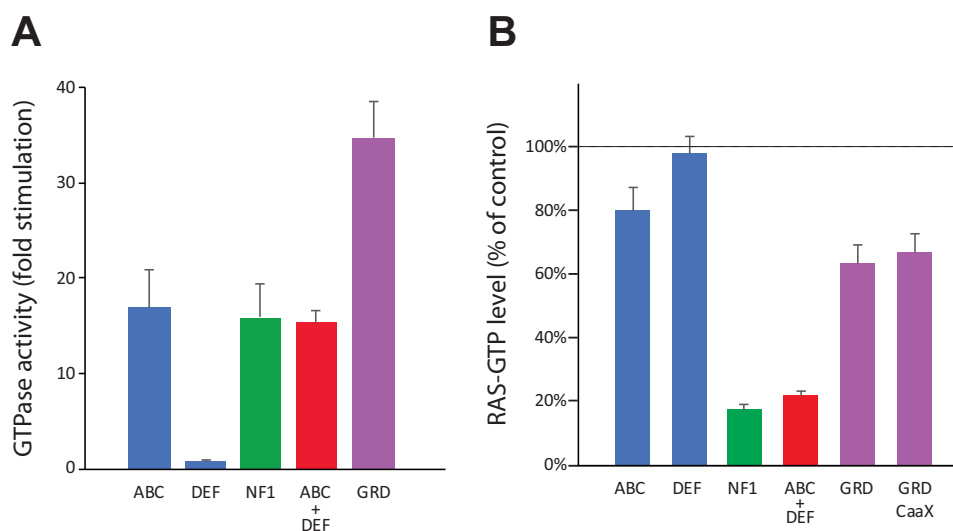 A
GTPase activity (fold stimulation)
40
30
20
10
0
ABC
DEF
NF1
ABC
+
DEF
GRD
B
RAS-GTP level (% of control)
100%
80%
60%
40%
20%
0%
ABC
DEF
NF1
ABC
+
DEF
GRD
GRD
CaaX